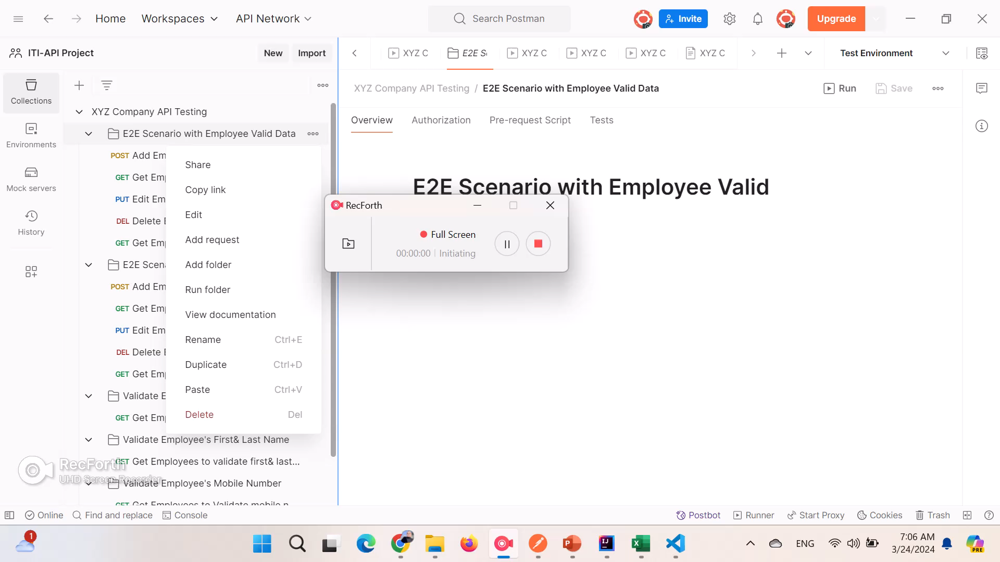 Home
Workspaces
API Network
Search Postman
Invite
Upgrade
ITI-API Project
New
Import
XYZ C
E2E S
XYZ C
XYZ C
XYZ C
XYZ C
Test Environment
Collections
Environments
Mock servers
History
XYZ Company API Testing
E2E Scenario with Employee Valid Data
POST Add Em
GET Get Emp
PUT Edit Em
DEL Delete E
GET Get Emp
E2E Scena
POST Add Em
GET Get Emp
PUT Edit Em
DEL Delete E
GET Get Emp
Validate E
GET Get Emp
Validate Employee's First& Last Name
GET Get Employees to validate first& last...
Validate Employee's Mobile Number
GET Get Employees to Validate mobile n
Share
Copy link
Edit
Add request
Add folder
Run folder
View documentation
Rename Ctrl+E
Duplicate Ctrl+D
Paste Ctrl+V
Delete Del
XYZ Company API Testing / E2E Scenario with Employee Valid Data
Run
Save
Overview
Authorization
Pre-request Script
Tests
E2E Scenario with Employee Valid
RecForth
Full Screen
00:00:00 | Initiating
RecForth
UHD Screen Recorder
Online
Find and replace
Console
Postbot
Runner
Start Proxy
Cookies
Trash
1
ENG
7:06 AM
3/24/2024
PRE